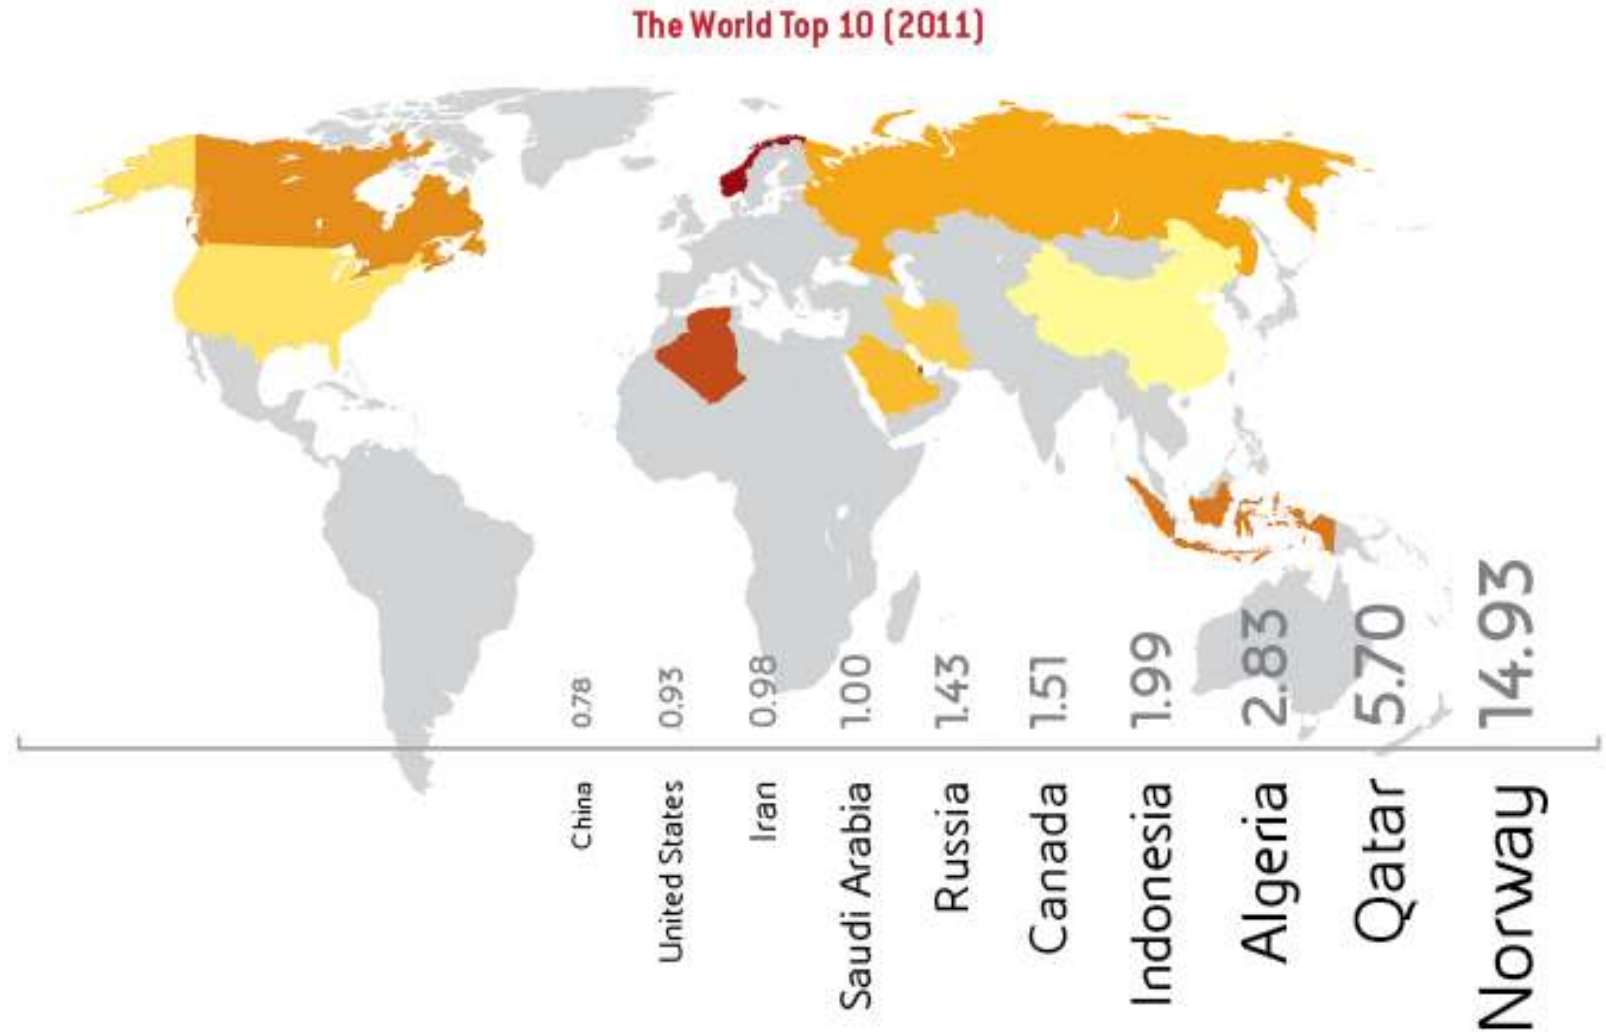 The World Top 10 (2011)
0.78
0.93
0.98
1.00
1.43
1.51
1.99
2.83
5.70
14.93
China
United States
Iran
Saudi Arabia
Russia
Canada
Indonesia
Algeria
Qatar
Norway